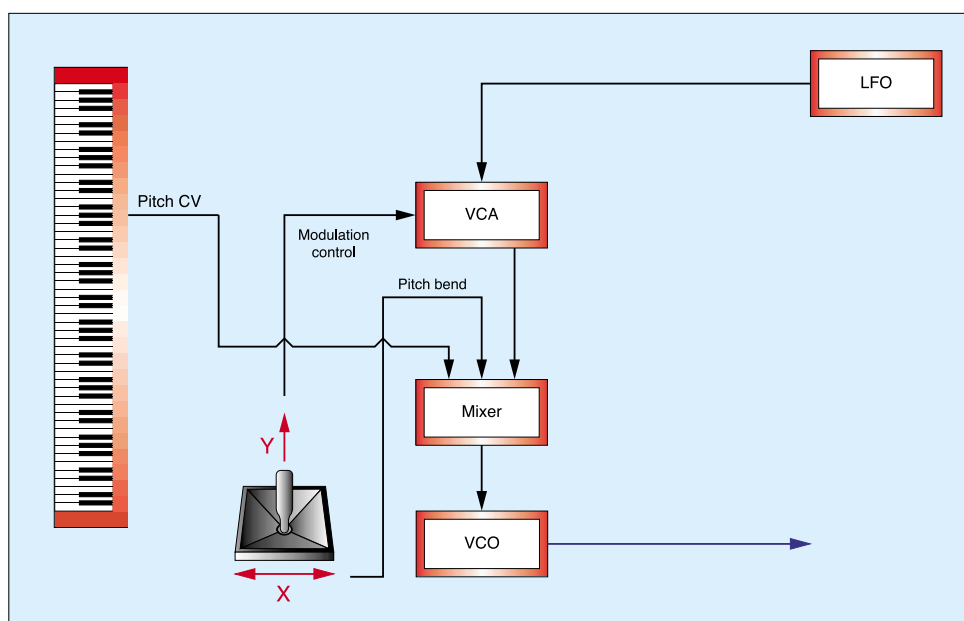 LFO
Pitch CV
VCA
Modulation
control
Pitch bend
Mixer
Y
VCO
X